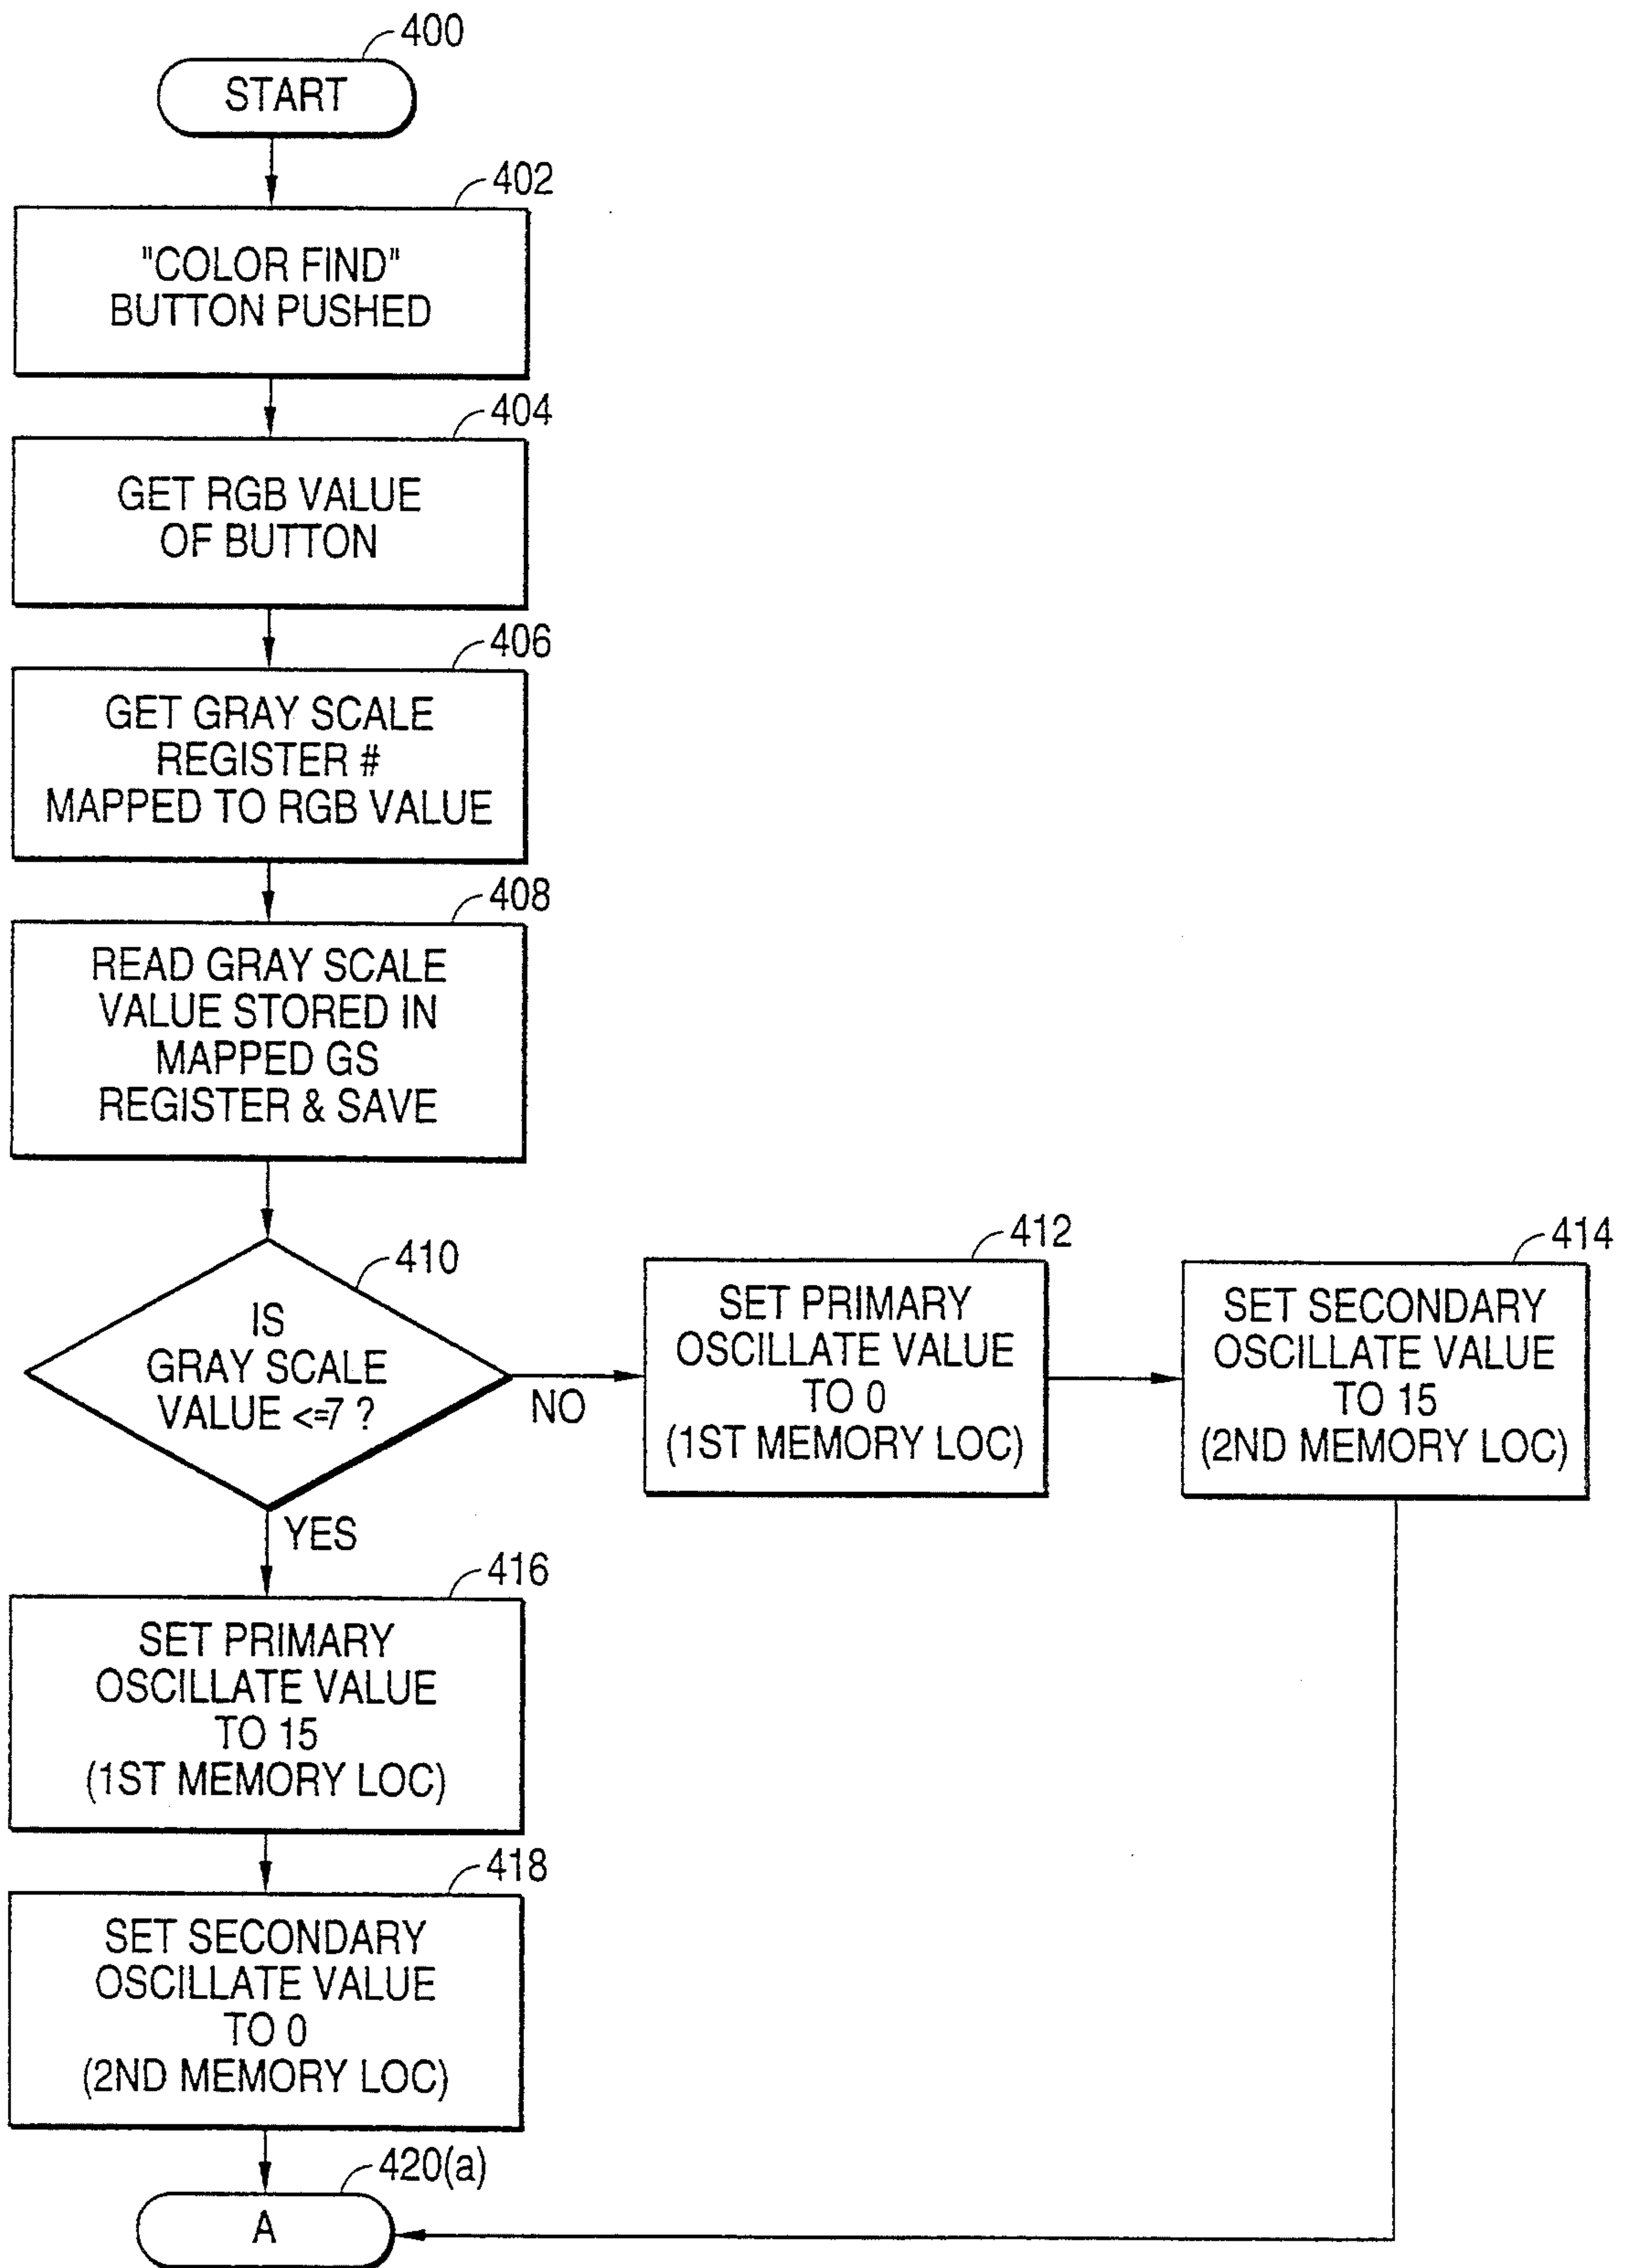 400
START
402
"COLOR FIND"
BUTTON PUSHED
404
GET RGB VALUE
OF BUTTON
406
GET GRAY SCALE
REGISTER #
MAPPED TO RGB VALUE
408
READ GRAY SCALE
VALUE STORED IN
MAPPED GS
REGISTER & SAVE
410
IS
GRAY SCALE
VALUE <=7 ?
NO
412
SET PRIMARY
OSCILLATE VALUE
TO 0
(1ST MEMORY LOC)
414
SET SECONDARY
OSCILLATE VALUE
TO 15
(2ND MEMORY LOC)
YES
416
SET PRIMARY
OSCILLATE VALUE
TO 15
(1ST MEMORY LOC)
418
SET SECONDARY
OSCILLATE VALUE
TO 0
(2ND MEMORY LOC)
420(a)
A